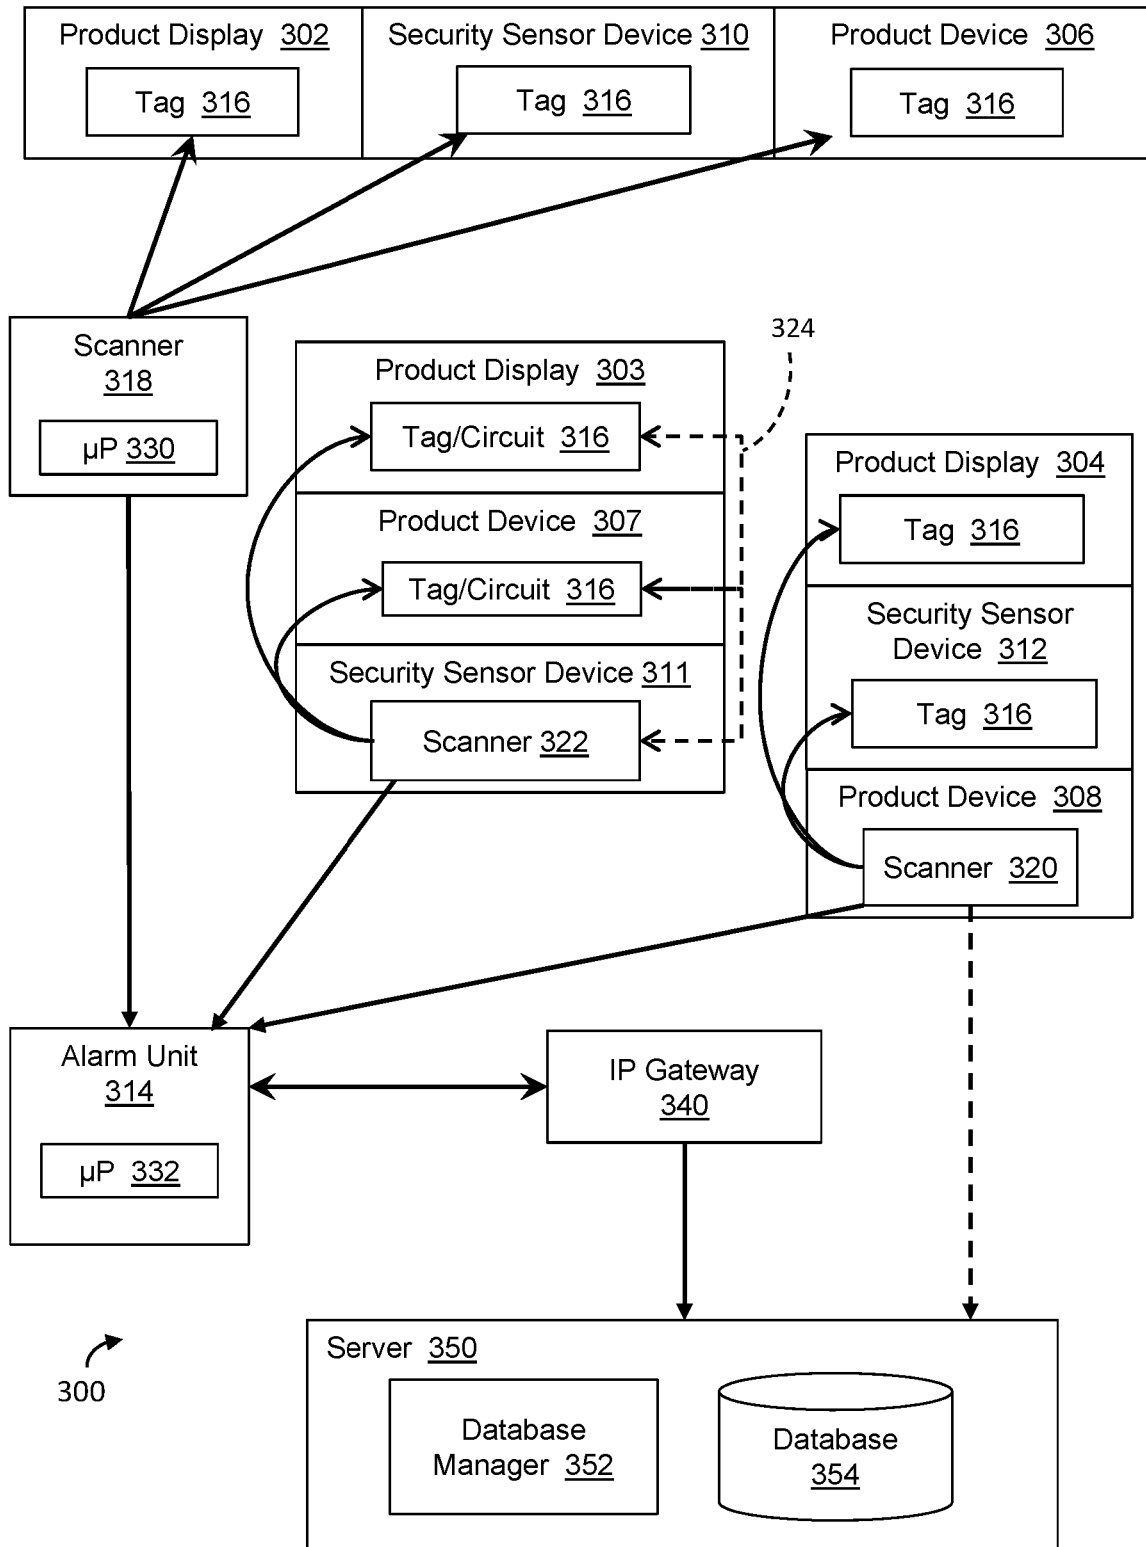 Product Display 302
Security Sensor Device 310
Product Device 306
Tag 316
Tag 316
Tag 316
Scanner
318
µP 330
324
Product Display 303
Tag/Circuit 316
Product Device 307
Tag/Circuit 316
Security Sensor Device 311
Scanner 322
Product Display 304
Tag 316
Security Sensor
Device 312
Tag 316
Product Device 308
Scanner 320
Alarm Unit
314
µP 332
IP Gateway
340
300
Server 350
Database
Manager 352
Database
354